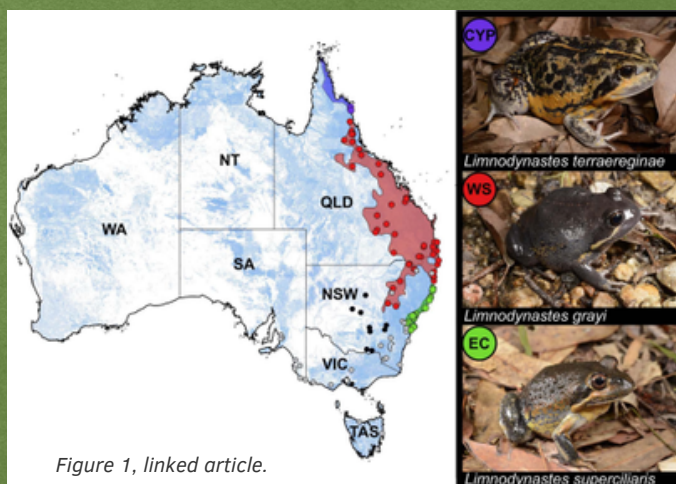 WA
NT
QLD
SA
NSW
VIC
TAS
Figure 1, linked article.
CYP
Limnodynastes terraereginae
WS
Limnodynastes grayi
EC
Limnodynastes superciliaris